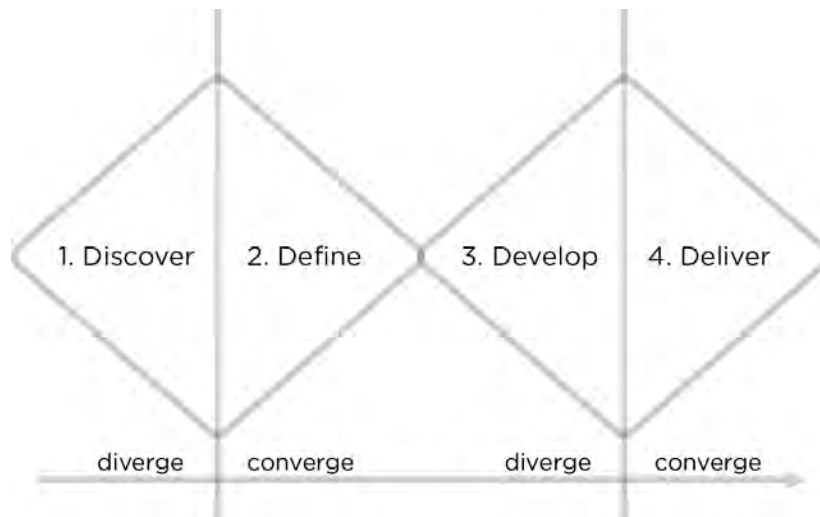 1. Discover
2. Define
3. Develop
4. Deliver
diverge
converge
diverge
converge